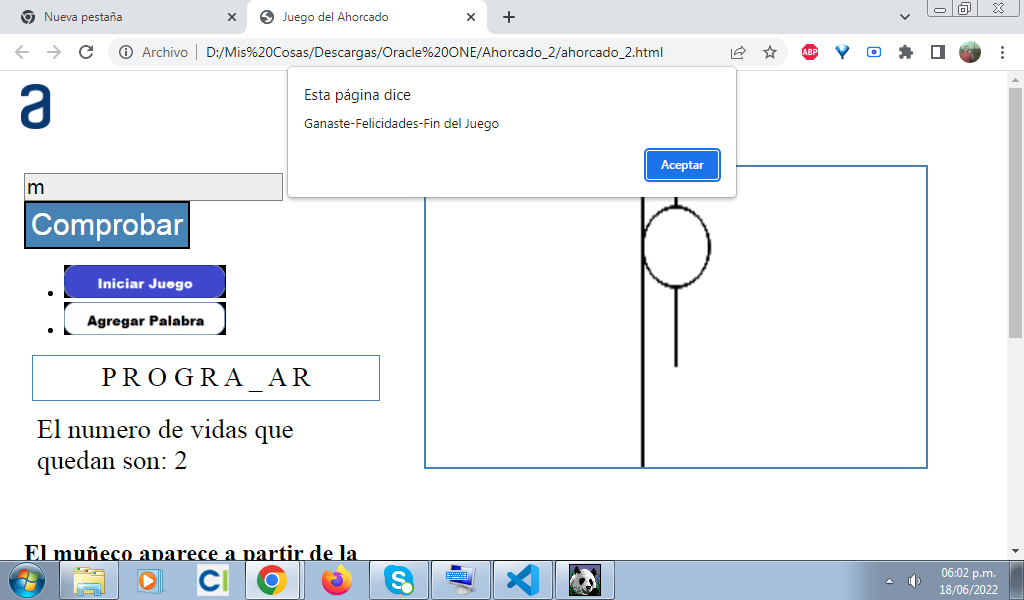 Nueva pestaña
Juego del Ahorcado
Archivo
D:/Mis%20Cosas/Descargas/Oracle%20ONE/Ahorcado_2/ahorcado_2.html
ABP
Esta página dice
Ganaste-Felicidades-Fin del Juego
Aceptar
a
m
Comprobar
Iniciar Juego
Agregar Palabra
P R O G R A _ A R
El numero de vidas que
quedan son: 2
El muñeco aparece a partir de la
CI
06:02 p.m.
18/06/2022